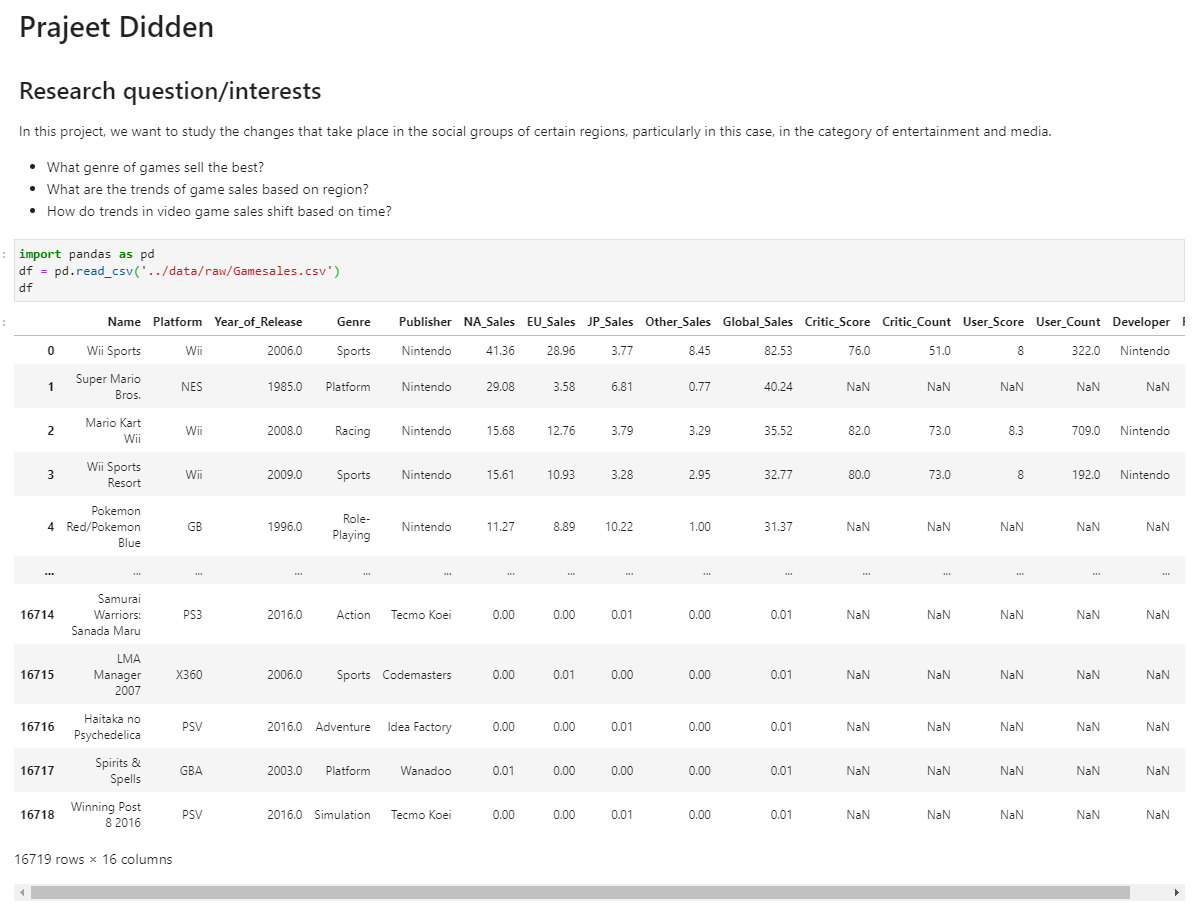 Prajeet Didden
Research question/interests
In this project, we want to study the changes that take place in the social groups of certain regions, particularly in this case, in the category of entertainment and media.
• What genre of games sell the best?
• What are the trends of game sales based on region?
• How do trends in video game sales shift based on time?
:
import pandas as pd
df = pd.read_csv('../data/raw/Gamesales.csv')
df
:
Name Platform Year_of_Release Genre Publisher NA_Sales EU_Sales JP_Sales Other_Sales Global_Sales Critic_Score Critic_Count User_Score User_Count Developer
0 Wii Sports Wii 2006.0 Sports Nintendo 41.36 28.96 3.77 8.45 82.53 76.0 51.0 8 322.0 Nintendo
1 Super Mario Bros. NES 1985.0 Platform Nintendo 29.08 3.58 6.81 0.77 40.24 NaN NaN NaN NaN NaN
2 Mario Kart Wii Wii 2008.0 Racing Nintendo 15.68 12.76 3.79 3.29 35.52 82.0 73.0 8.3 709.0 Nintendo
3 Wii Sports Resort Wii 2009.0 Sports Nintendo 15.61 10.93 3.28 2.95 32.77 80.0 73.0 8 192.0 Nintendo
4 Pokemon Red/Pokemon Blue GB 1996.0 Role-Playing Nintendo 11.27 8.89 10.22 1.00 31.37 NaN NaN NaN NaN NaN
... ... ... ... ... ... ... ... ... ... ... ... ... ... ... ...
16714 Samurai Warriors: Sanada Maru PS3 2016.0 Action Tecmo Koei 0.00 0.00 0.01 0.00 0.01 NaN NaN NaN NaN NaN
16715 LMA Manager 2007 X360 2006.0 Sports Codemasters 0.00 0.01 0.00 0.00 0.01 NaN NaN NaN NaN NaN
16716 Haitaka no Psychedelica PSV 2016.0 Adventure Idea Factory 0.00 0.00 0.01 0.00 0.01 NaN NaN NaN NaN NaN
16717 Spirits & Spells GBA 2003.0 Platform Wanadoo 0.01 0.00 0.00 0.00 0.01 NaN NaN NaN NaN NaN
16718 Winning Post 8 2016 PSV 2016.0 Simulation Tecmo Koei 0.00 0.00 0.01 0.00 0.01 NaN NaN NaN NaN NaN
16719 rows × 16 columns